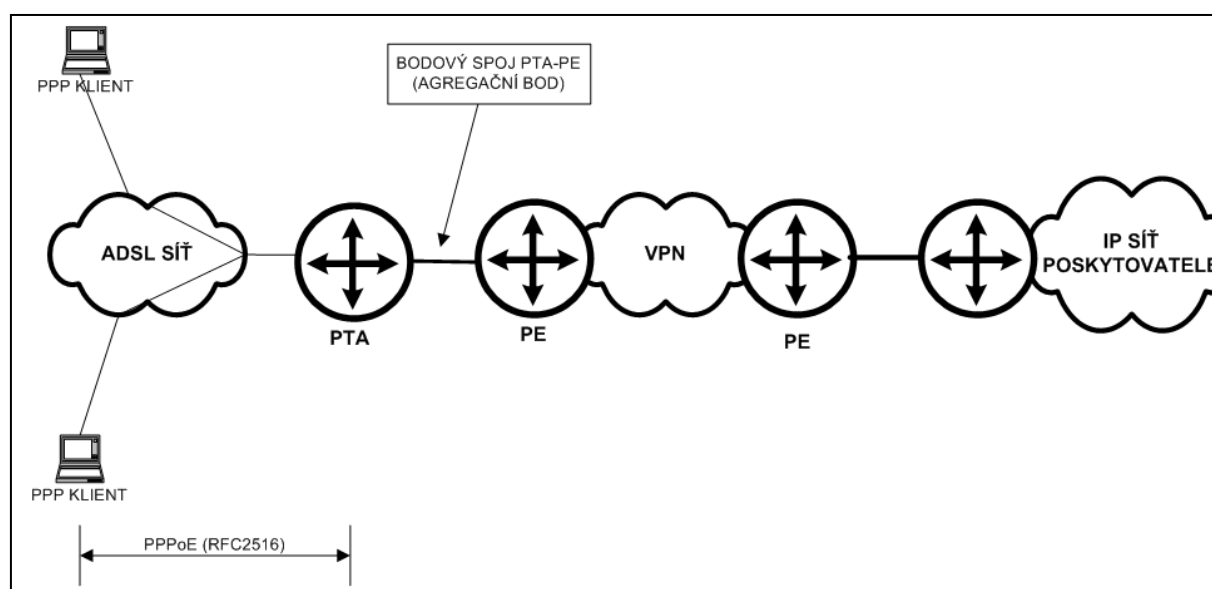 PPP KLIENT
BODOVÝ SPOJ PTA-PE
(AGREGAČNÍ BOD)
ADSL SÍŤ
PTA
PE
VPN
PE
IP SÍŤ
POSKYTOVATELE
PPP KLIENT
PPPoE (RFC2516)